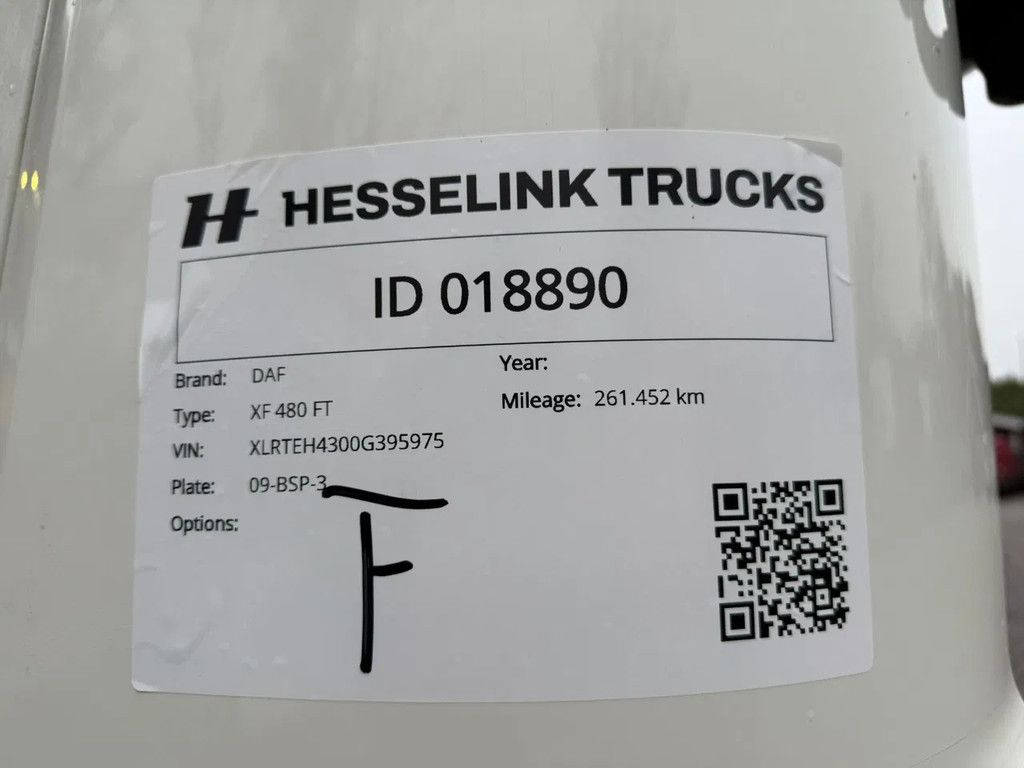 H HESSELINK TRUCKS
ID 018890
Brand: DAF
Year:
Type: XF 480 FT
Mileage: 261.452 km
VIN: XLRTEH4300G395975
Plate: 09-BSP-3
Options:
F